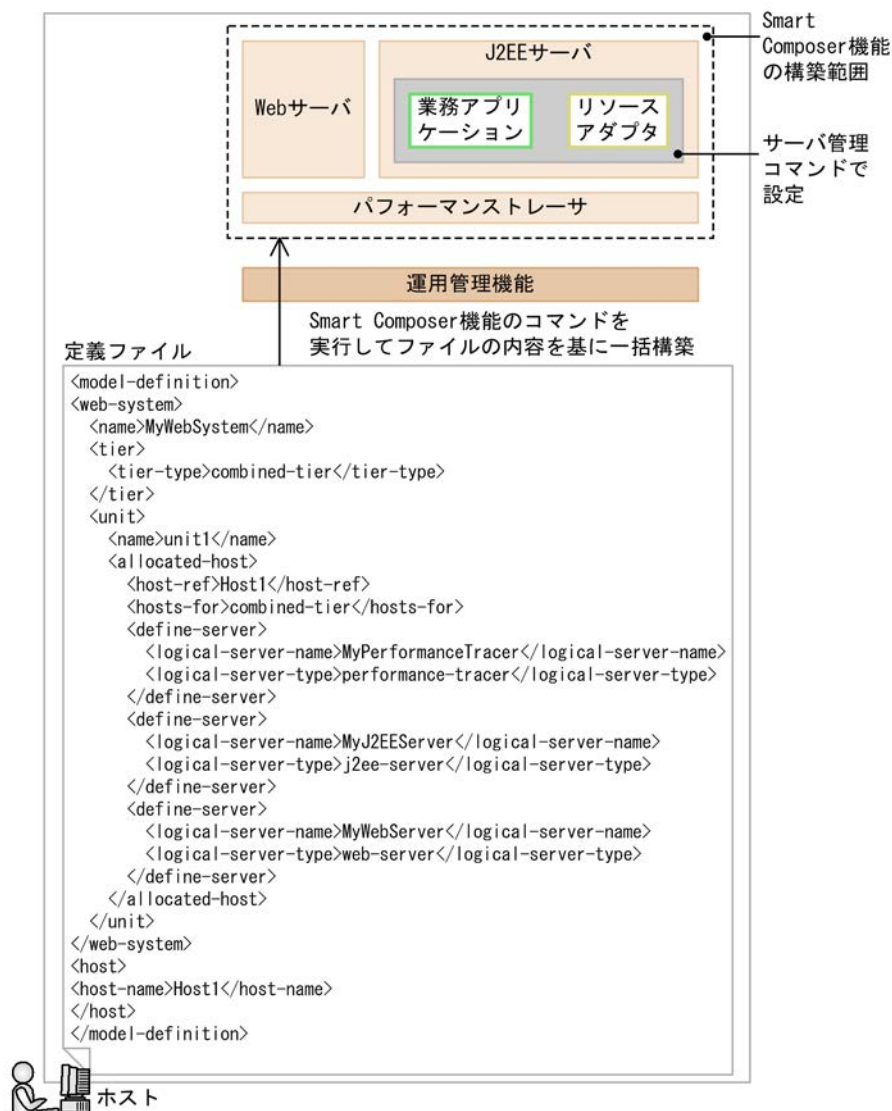 Smart
Composer機能
の構築範囲
J2EEサーバ
Webサーバ
業務アプリ
ケーション
リソース
アダプタ
サーバ管理
コマンドで
設定
パフォーマンストレーサ
運用管理機能
Smart Composer機能のコマンドを
実行してファイルの内容を基に一括構築
定義ファイル
<model-definition>
<web-system>
<name>MyWebSystem</name>
<tier>
<tier-type>combined-tier</tier-type>
</tier>
<unit>
<name>unit1</name>
<allocated-host>
<host-ref>Host1</host-ref>
<hosts-for>combined-tier</hosts-for>
<define-server>
<logical-server-name>MyPerformanceTracer</logical-server-name>
<logical-server-type>performance-tracer</logical-server-type>
</define-server>
<define-server>
<logical-server-name>MyJ2EEServer</logical-server-name>
<logical-server-type>j2ee-server</logical-server-type>
</define-server>
<define-server>
<logical-server-name>MyWebServer</logical-server-name>
<logical-server-type>web-server</logical-server-type>
</define-server>
</allocated-host>
</unit>
</web-system>
<host>
<host-name>Host1</host-name>
</host>
</model-definition>
ホスト